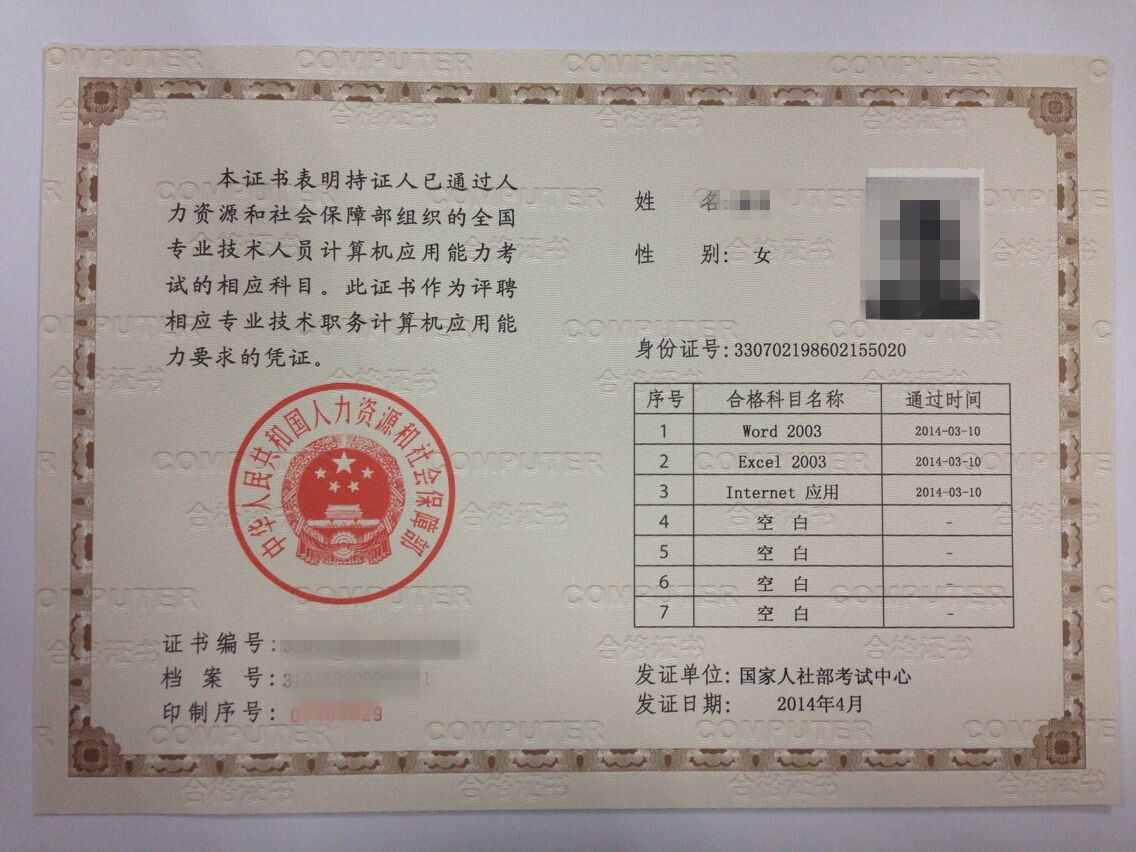 本证书表明持证人已通过人
力资源和社会保障部组织的全国
专业技术人员计算机应用能力考
试的相应科目。此证书作为评聘
相应专业技术职务计算机应用能
力要求的凭证。
中华人民共和国人力资源和社会保障部
证书编号:
档 案 号:
印制序号:
姓 名:
性 别: 女
身份证号:330702198602155020
序号 合格科目名称 通过时间
1 Word 2003 2014-03-10
2 Excel 2003 2014-03-10
3 Internet 应用 2014-03-10
4 空 白 -
5 空 白 -
6 空 白 -
7 空 白 -
发证单位: 国家人社部考试中心
发证日期: 2014年4月
COMPUTER
合格证书